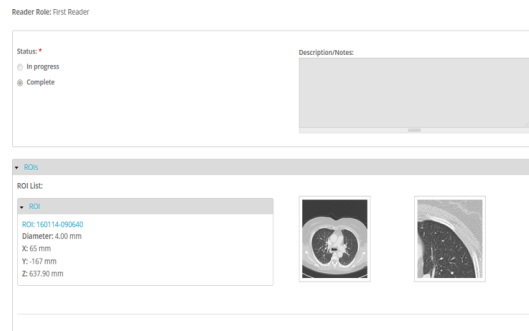 Reader Role: First Reader
Status: *
Description/Notes:
In progress
Complete
ROIs
ROI List:
ROI
ROI: 160114-090640
Diameter: 4.00 mm
X: 65 mm
Y: -167 mm
Z: 637.90 mm